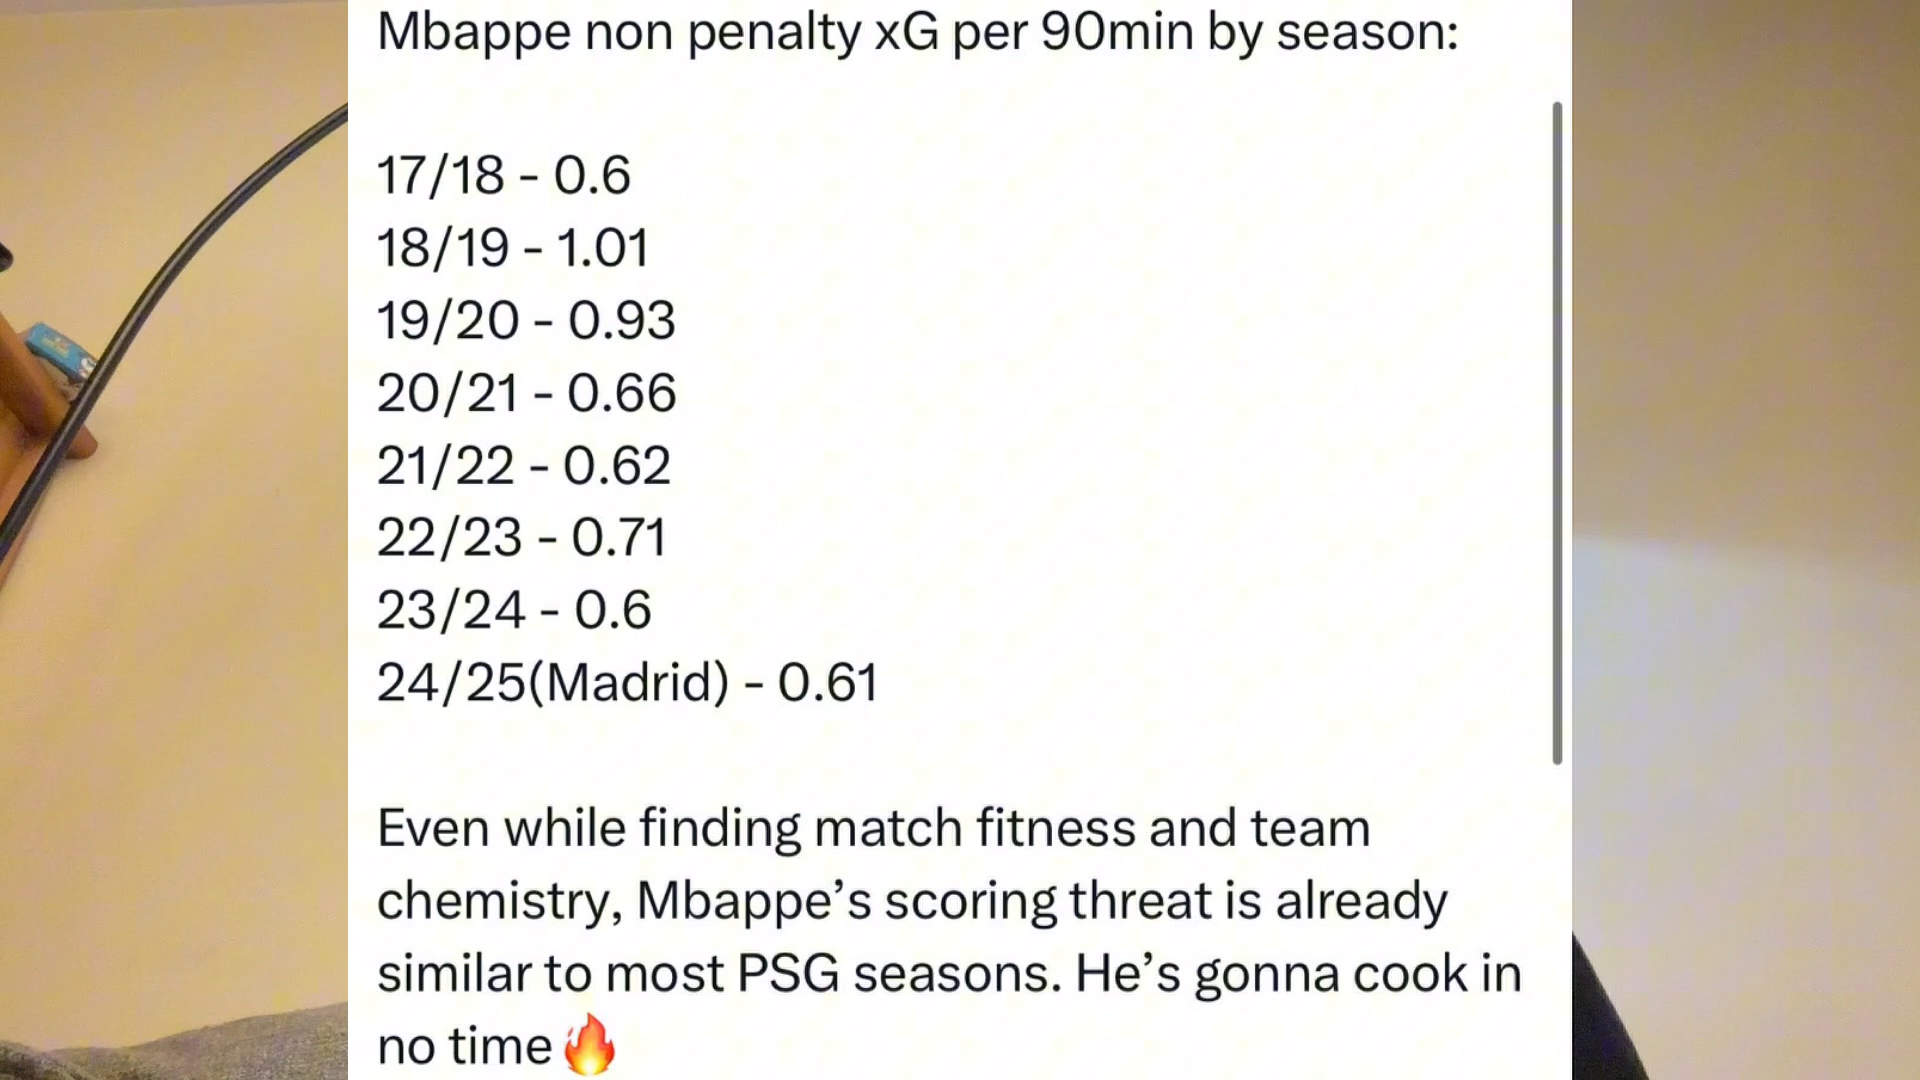 Mbappe non penalty xG per 90min by season:
17/18 - 0.6
18/19 - 1.01
19/20 - 0.93
20/21 - 0.66
21/22 - 0.62
22/23 - 0.71
23/24 - 0.6
24/25(Madrid) - 0.61
Even while finding match fitness and team
chemistry, Mbappe’s scoring threat is already
similar to most PSG seasons. He’s gonna cook in
no time🔥